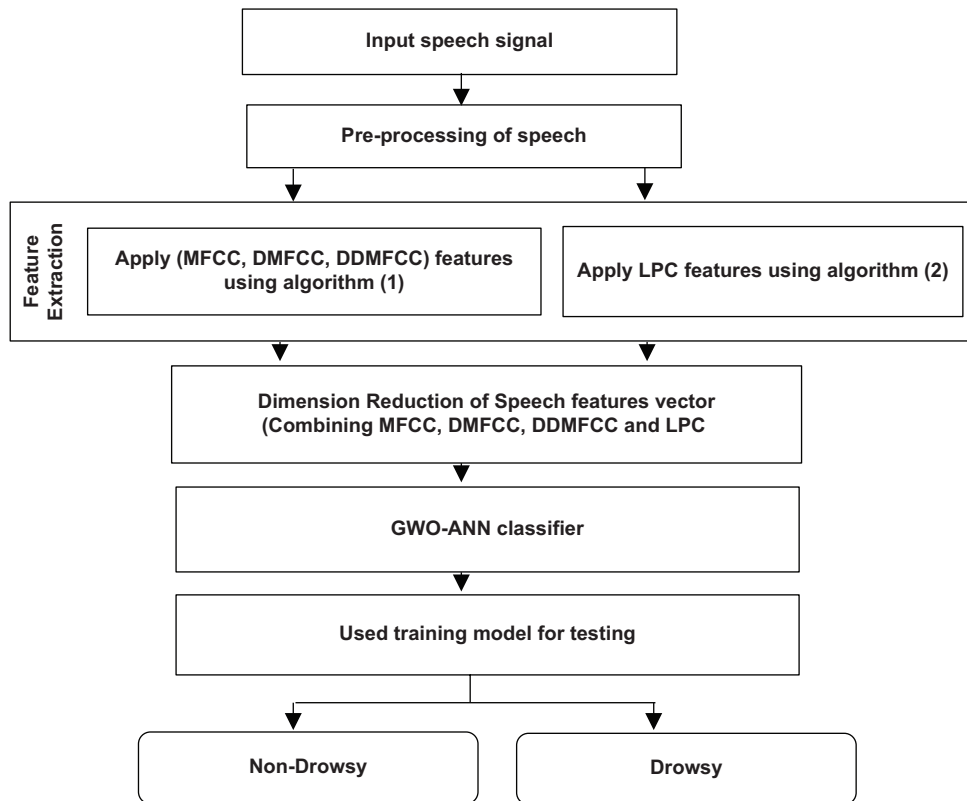 Input speech signal
Pre-processing of speech
Feature
Extraction
Apply (MFCC, DMFCC, DDMFCC) features
using algorithm (1)
Apply LPC features using algorithm (2)
Dimension Reduction of Speech features vector
(Combining MFCC, DMFCC, DDMFCC and LPC
GWO-ANN classifier
Used training model for testing
Non-Drowsy
Drowsy